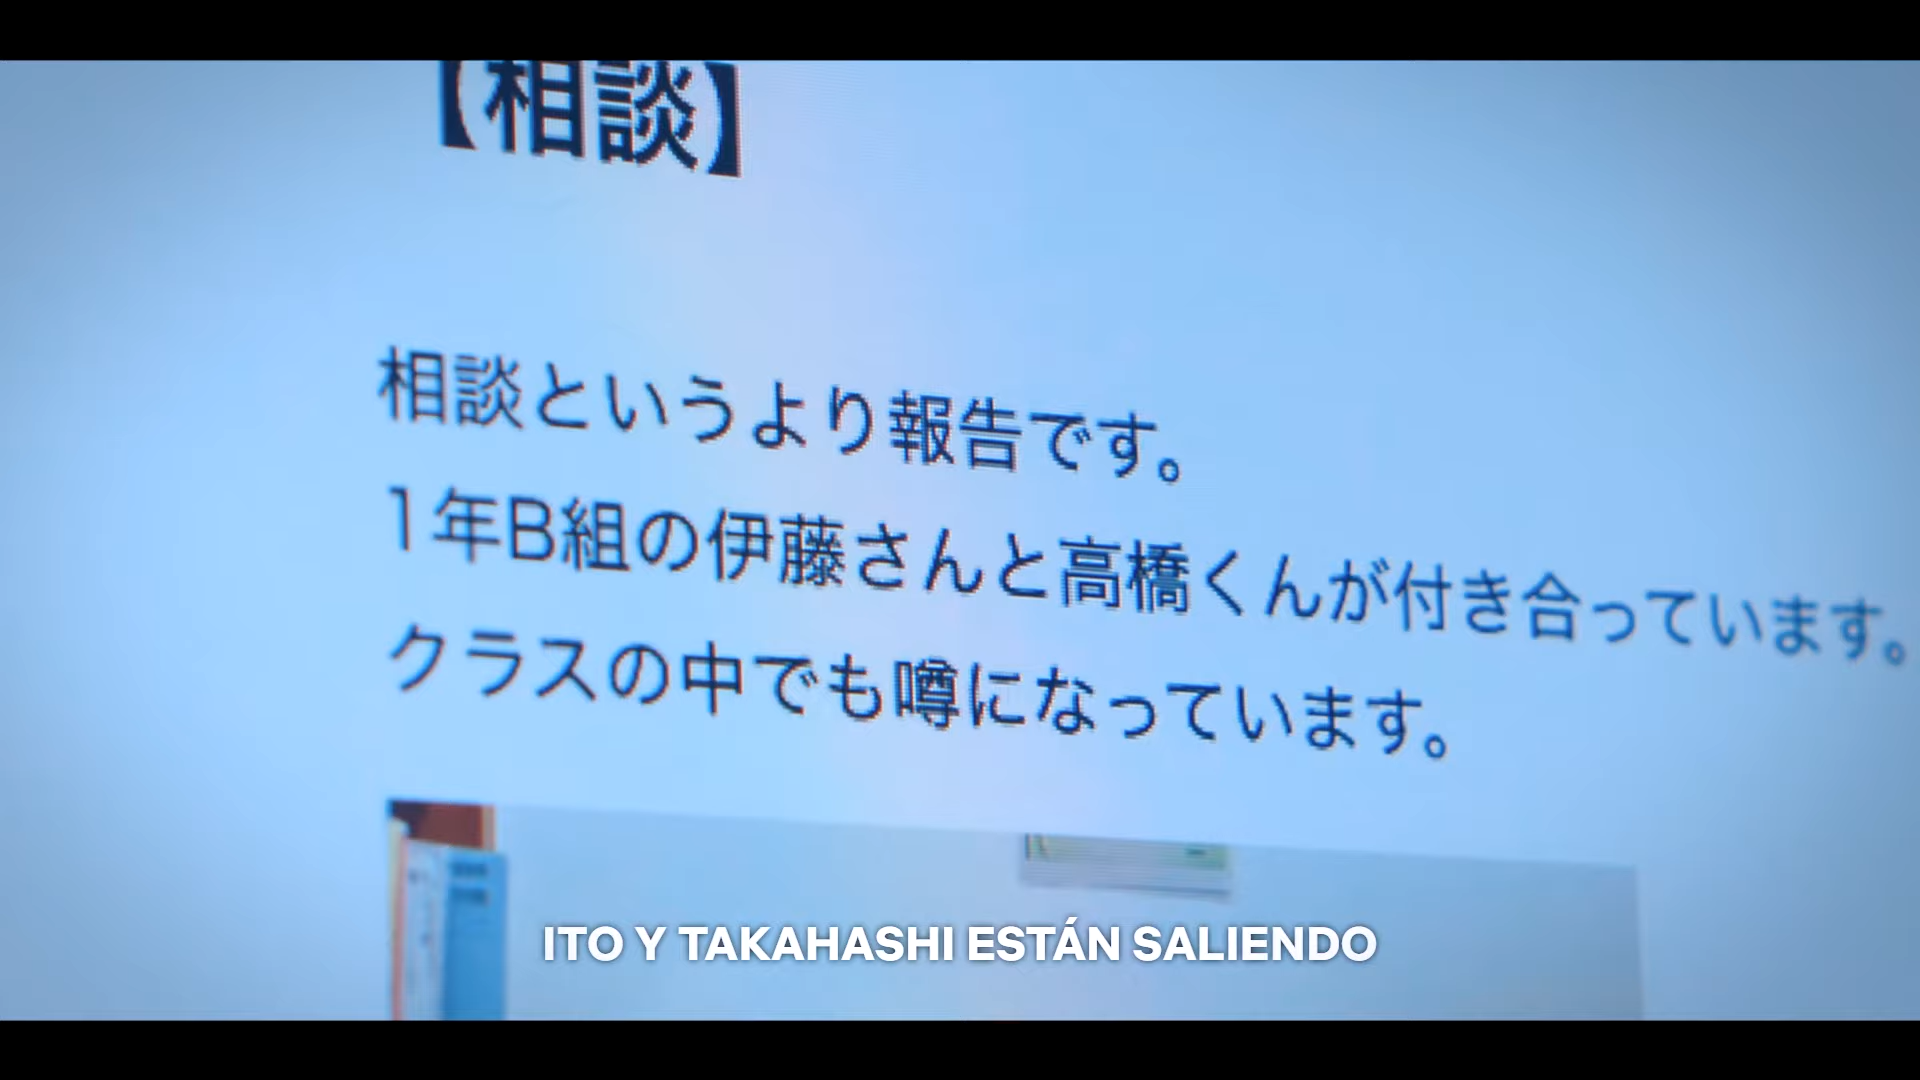 【相談】
相談というより報告です。
1年B組の伊藤さんと高橋くんが付き合っています。
クラスの中でも噂になっています。
ITO Y TAKAHASHI ESTÁN SALIENDO